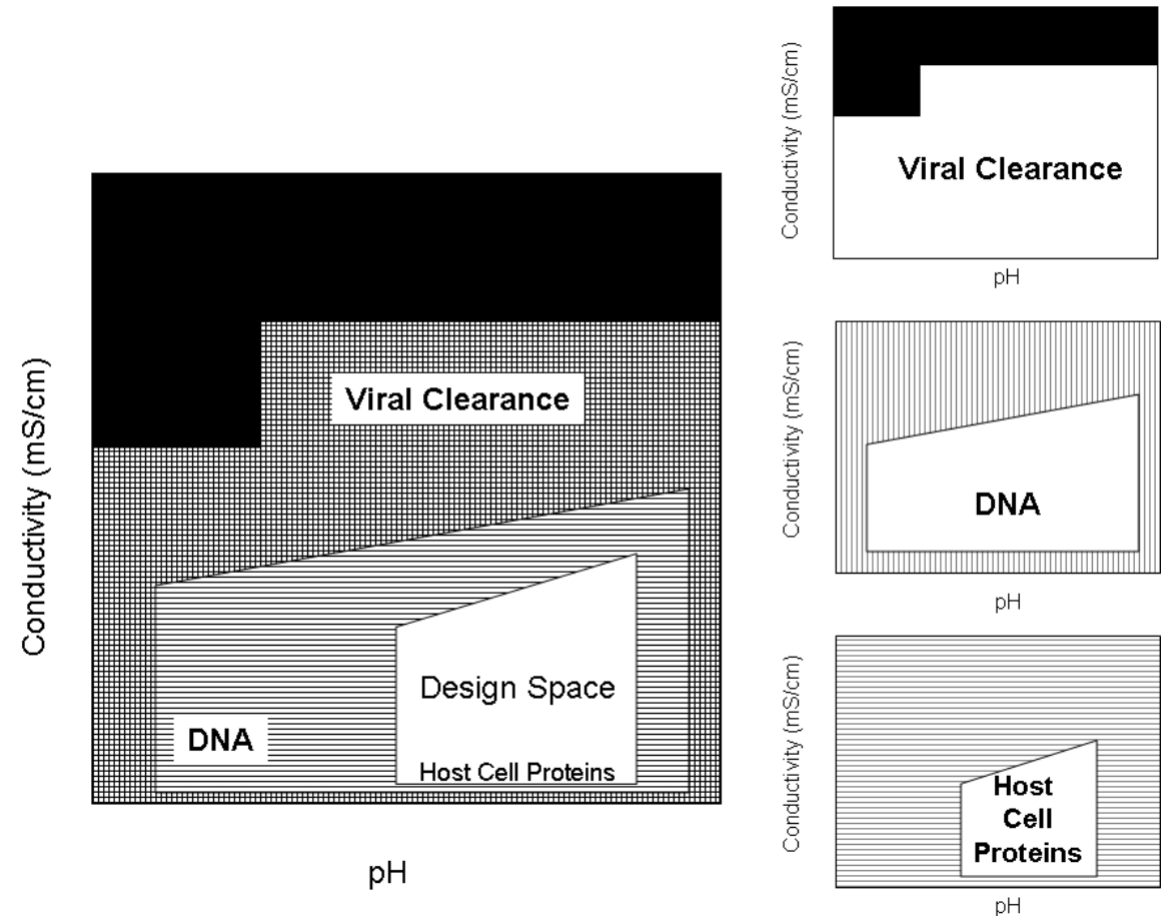 Conductivity (mS/cm)
Viral Clearance
Design Space
DNA
Host Cell Proteins
pH
Conductivity (mS/cm)
Viral Clearance
pH
Conductivity (mS/cm)
DNA
pH
Conductivity (mS/cm)
Host
Cell
Proteins
pH